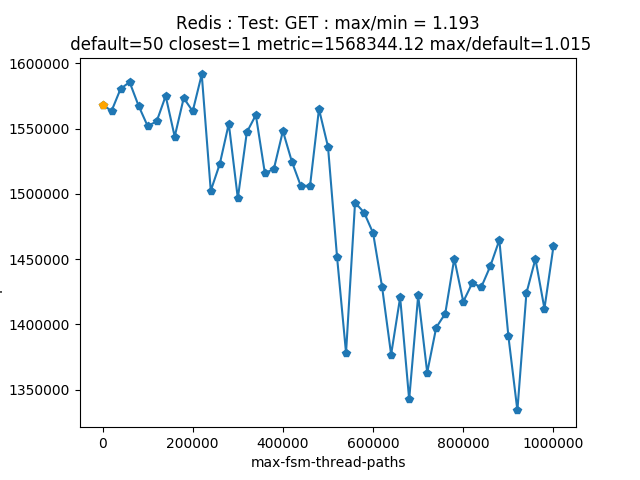 Redis : Test: GET : max/min = 1.193
default=50 closest=1 metric=1568344.12 max/default=1.015
1600000
1550000
1500000
1450000
1400000
1350000
0 200000 400000 600000 800000 1000000
max-fsm-thread-paths